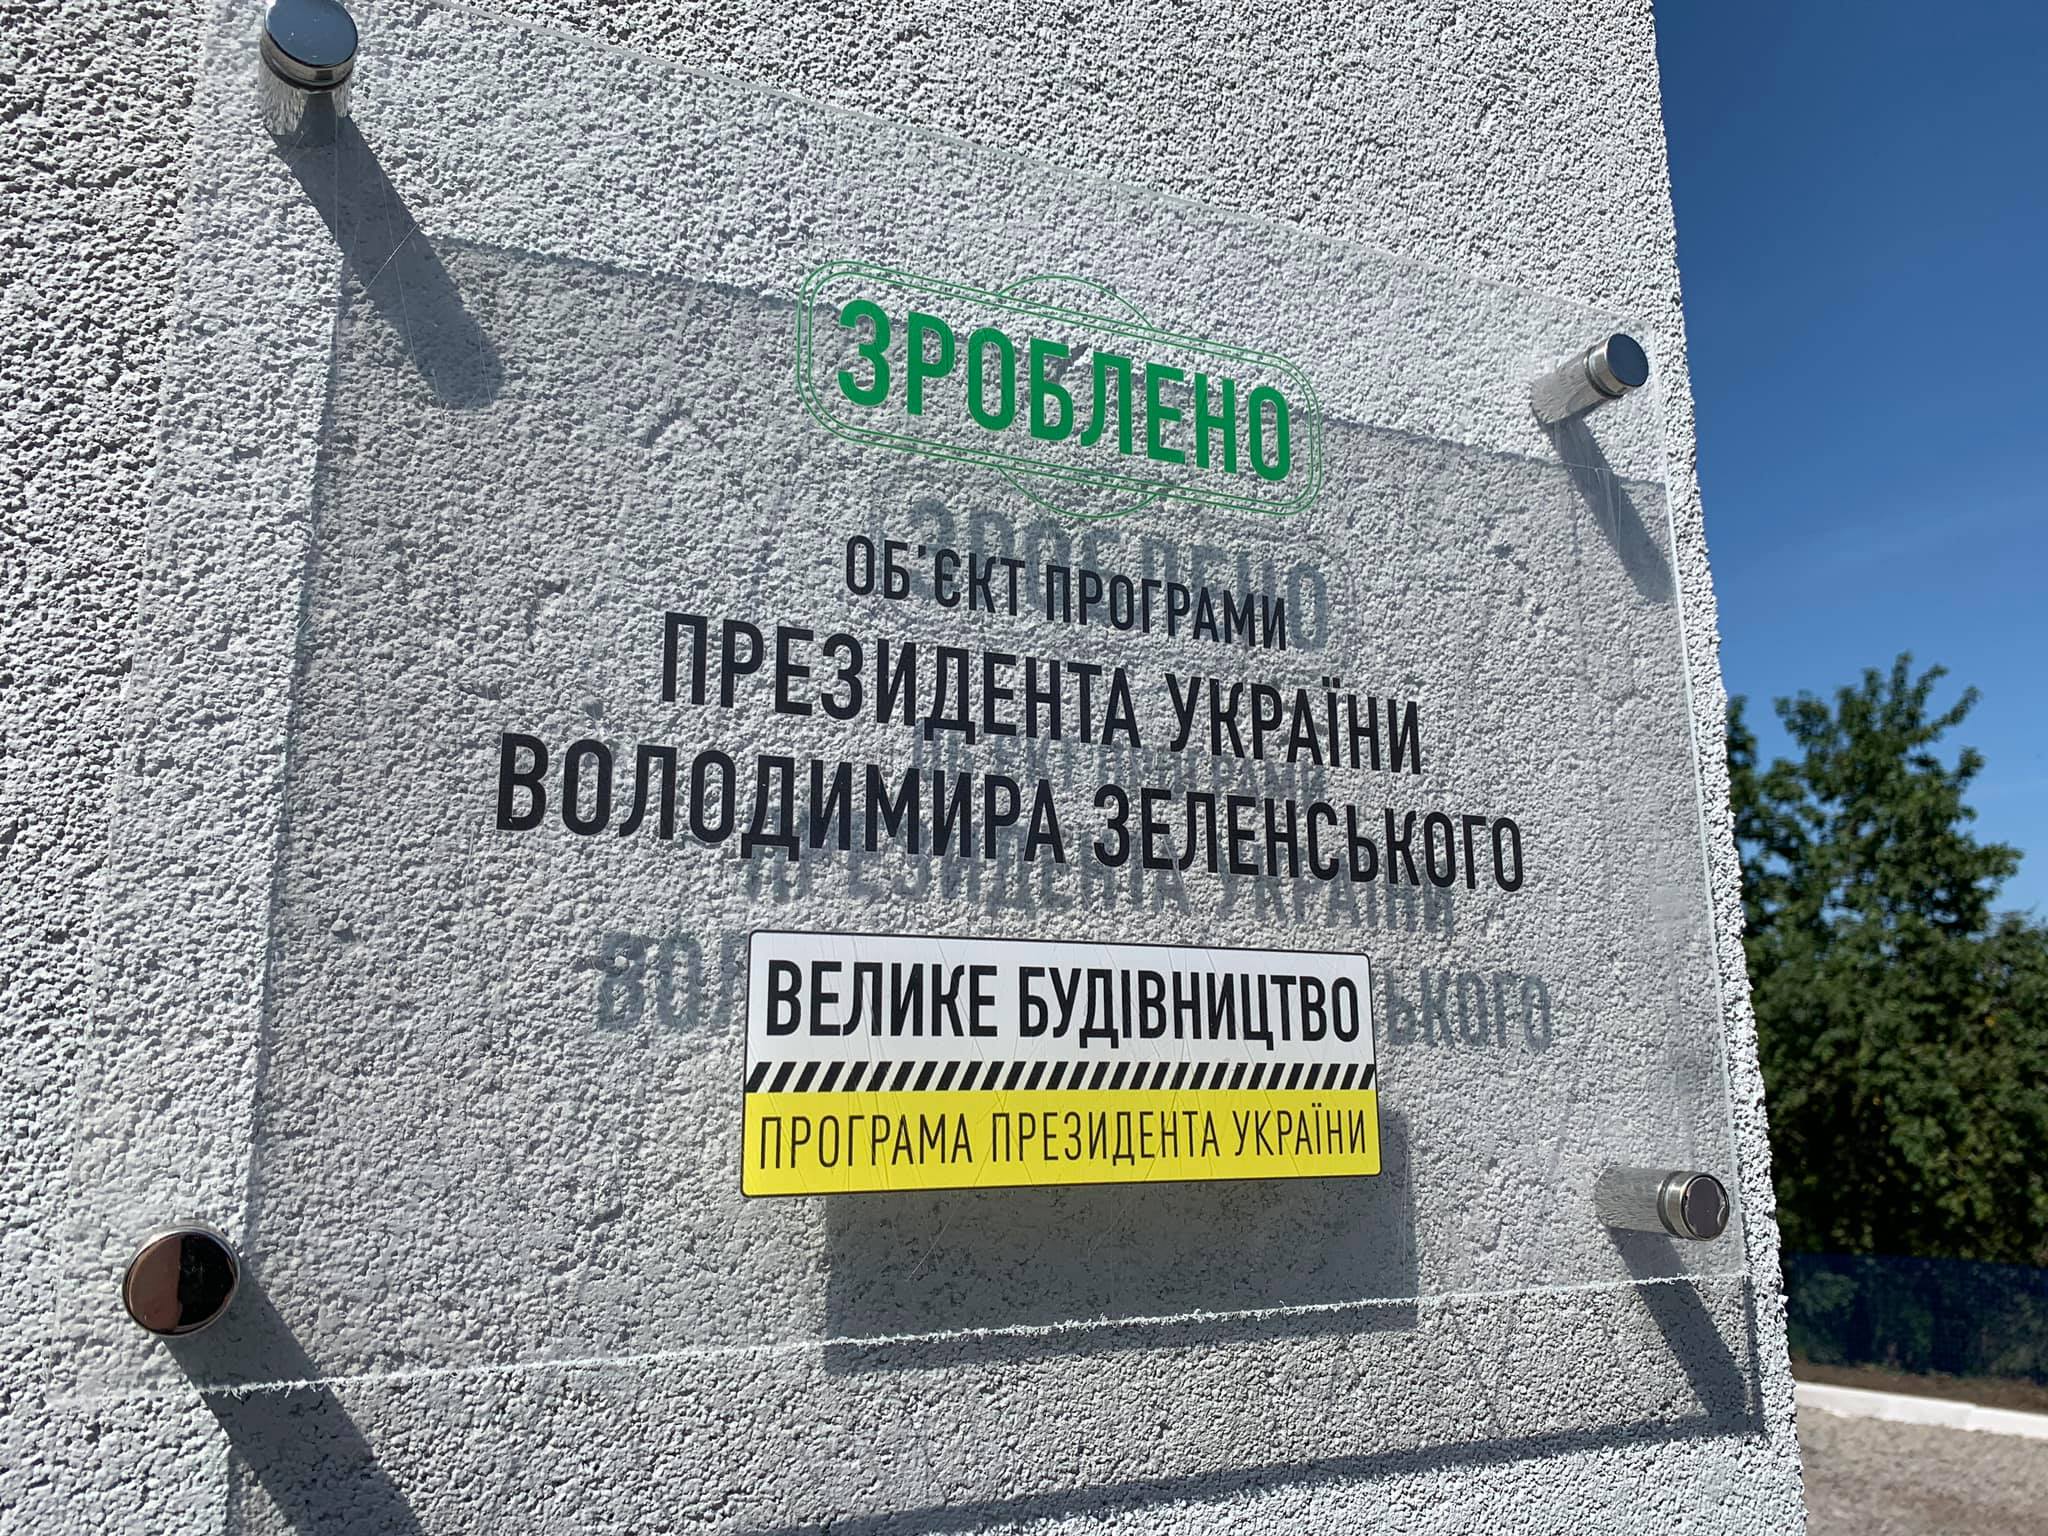 ЗРОБЛЕНО
ОБ'ЄКТ ПРОГРАМИ
ПРЕЗИДЕНТА УКРАЇНИ
ВОЛОДИМИРА ЗЕЛЕНСЬКОГО
ВЕЛИКЕ БУДІВНИЦТВО
ПРОГРАМА ПРЕЗИДЕНТА УКРАЇНИ